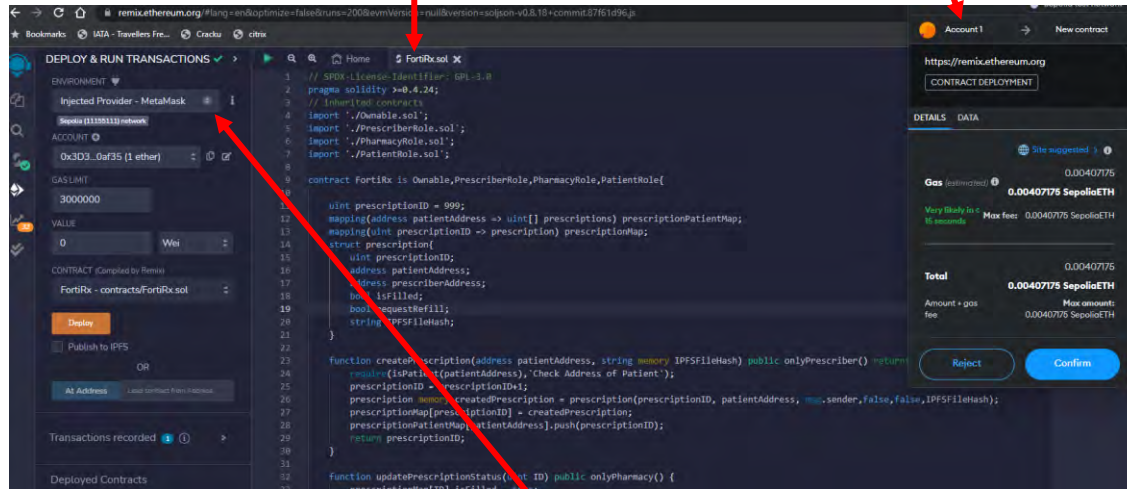 remix.ethereum.org/#lang=en&optimize=false&runs=200&evmVersion=null&version=soljson-v0.8.18+commit.87f61d96.js
Bookmarks IATA - Travellers Fre... Cracku citrix
DEPLOY & RUN TRANSACTIONS
ENVIRONMENT
Injected Provider - MetaMask
Sepolia (11155111) network
ACCOUNT
0x3D3...0af35 (1 ether)
GAS LIMIT
3000000
VALUE
0 Wei
CONTRACT (Compiled by Remix)
FortiRx - contracts/FortiRx.sol
Deploy
Publish to IPFS
OR
At Address Load contract from Address
Transactions recorded 1
Deployed Contracts
Home FortiRx.sol
1 // SPDX-License-Identifier: GPL-3.0
2 pragma solidity >=0.4.24;
3 // inherited contracts
4 import './Ownable.sol';
5 import './PrescriberRole.sol';
6 import './PharmacyRole.sol';
7 import './PatientRole.sol';
8
9 contract FortiRx is Ownable,PrescriberRole,PharmacyRole,PatientRole{
10
11 uint prescriptionID = 999;
12 mapping(address patientAddress => uint[] prescriptions) prescriptionPatientMap;
13 mapping(uint prescriptionID => prescription) prescriptionMap;
14 struct prescription{
15 uint prescriptionID;
16 address patientAddress;
17 address prescriberAddress;
18 bool isFilled;
19 bool requestRefill;
20 string IPFSFileHash;
21 }
22
23 function createPrescription(address patientAddress, string memory IPFSFileHash) public onlyPrescriber() return
24 require(isPatient(patientAddress),'Check Address of Patient');
25 prescriptionID = prescriptionID+1;
26 prescription memory createdPrescription = prescription(prescriptionID, patientAddress, msg.sender,false,false,IPFSFileHash);
27 prescriptionMap[prescriptionID] = createdPrescription;
28 prescriptionPatientMap[patientAddress].push(prescriptionID);
29 return prescriptionID;
30 }
31
32 function updatePrescriptionStatus(uint ID) public onlyPharmacy() {
Account 1 New contract
https://remix.ethereum.org
CONTRACT DEPLOYMENT
DETAILS DATA
Site suggested
0.00407175
Gas (estimated) 0.00407175 SepoliaETH
Very likely in <
15 seconds Max fee: 0.00407175 SepoliaETH
0.00407175
Total 0.00407175 SepoliaETH
Amount + gas fee Max amount: 0.00407175 SepoliaETH
Reject Confirm